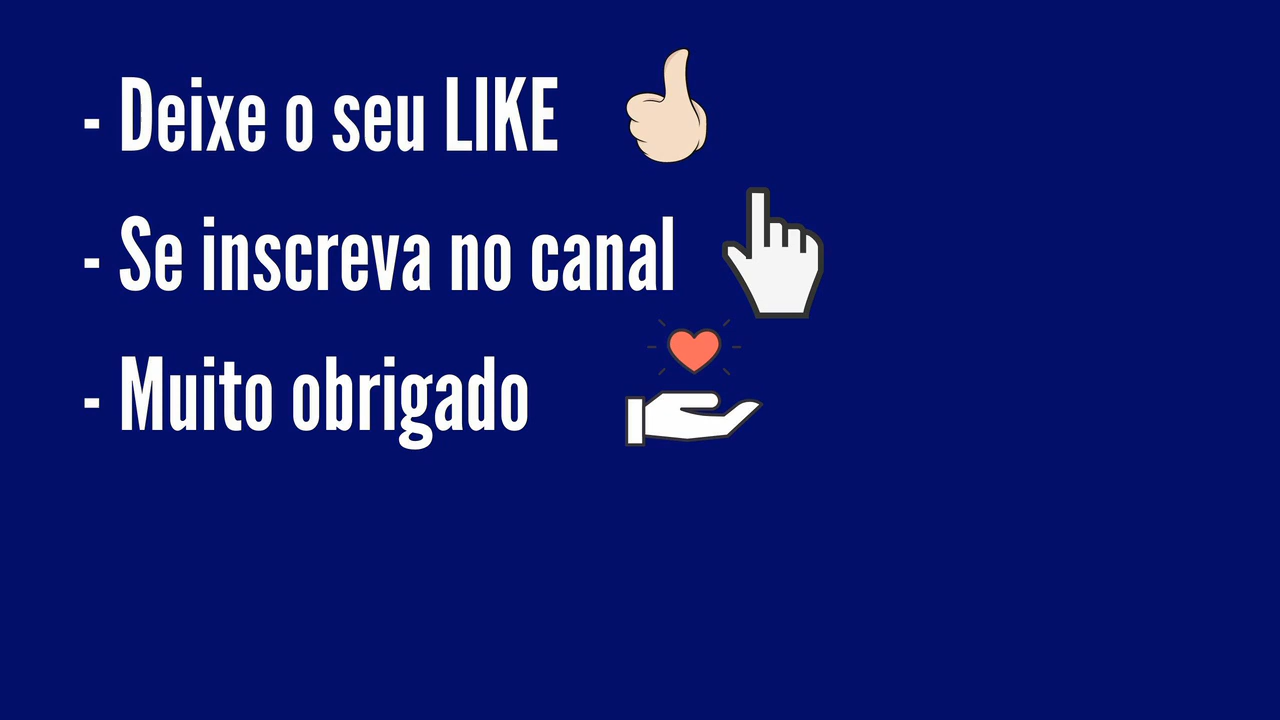 - Deixe o seu LIKE
- Se inscreva no canal
- Muito obrigado